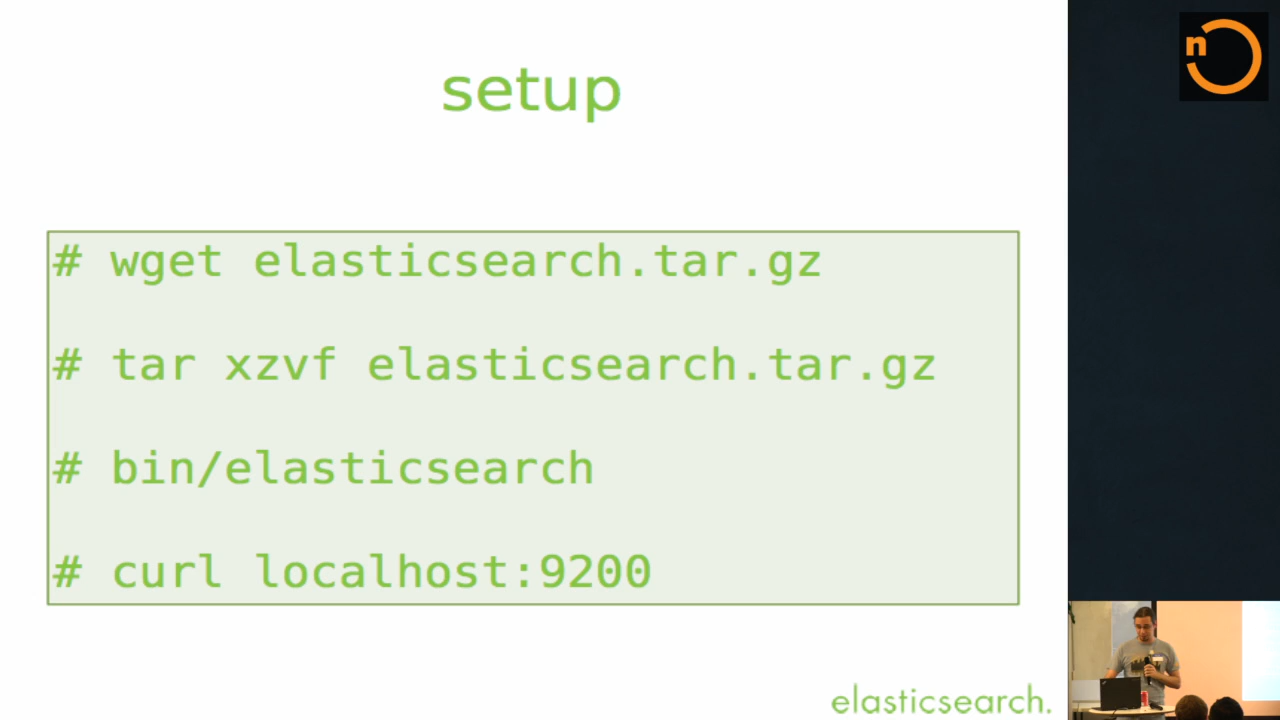 setup
# wget elasticsearch.tar.gz
# tar xzvf elasticsearch.tar.gz
# bin/elasticsearch
# curl localhost:9200
elasticsearch.
n